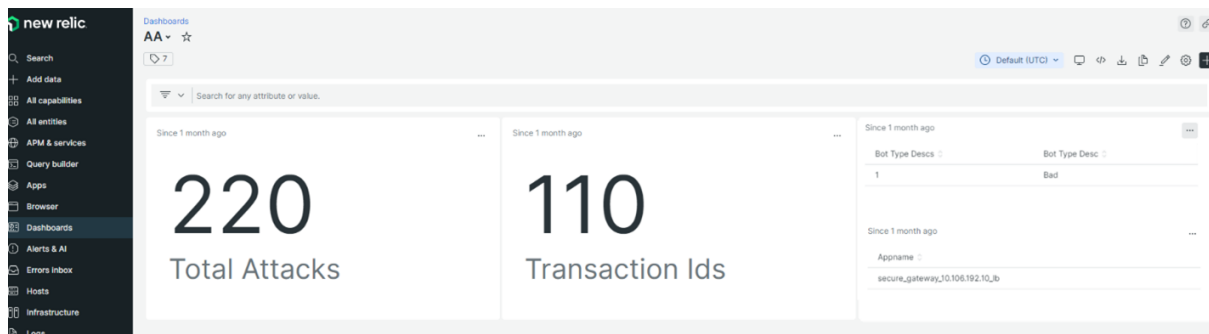 new relic.
Search
Add data
All capabilities
All entities
APM & services
Query builder
Apps
Browser
Dashboards
Alerts & AI
Errors inbox
Hosts
Infrastructure
Logs
Dashboards
AA
7
Default (UTC)
Search for any attribute or value.
Since 1 month ago
220
Total Attacks
Since 1 month ago
110
Transaction Ids
Since 1 month ago
Bot Type Descs Bot Type Desc
1 Bad
Since 1 month ago
Appname
secure_gateway_10.106.192.10_lb